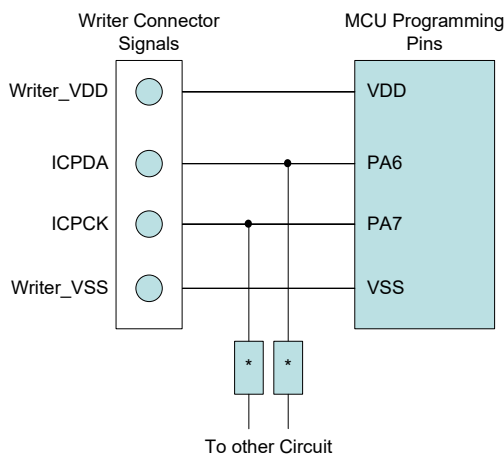 Writer Connector
Signals
MCU Programming
Pins
Writer_VDD
VDD
ICPDA
PA6
ICPCK
PA7
Writer_VSS
VSS
*
*
To other Circuit